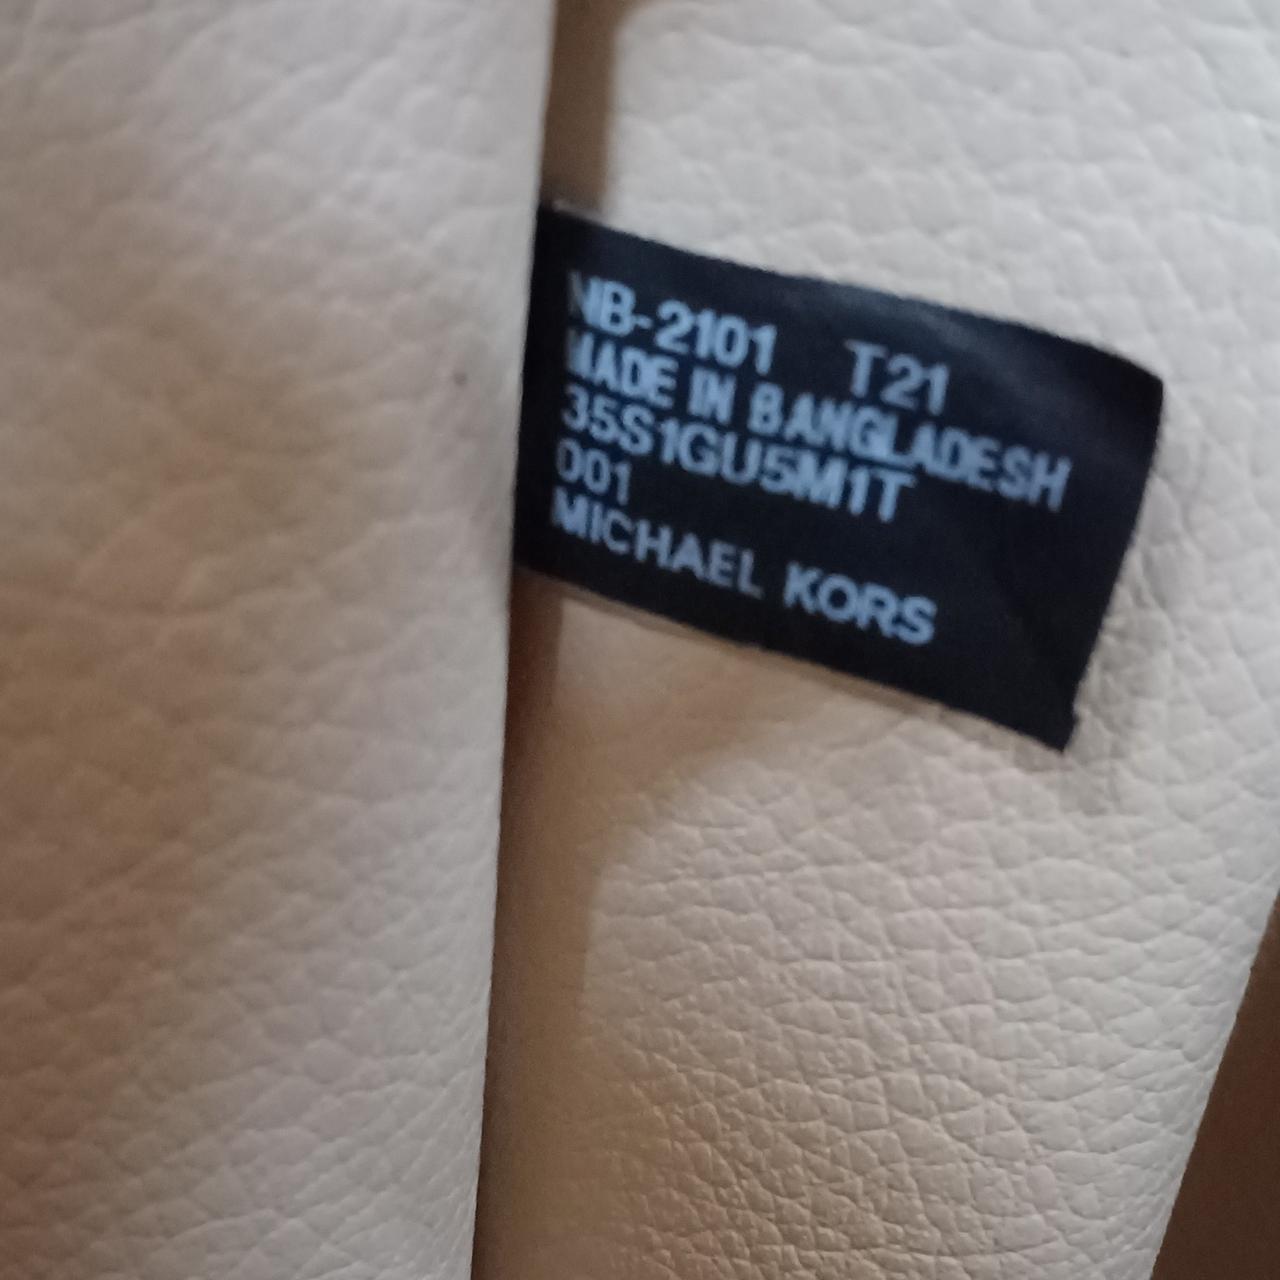 NB-2101 T21
MADE IN BANGLADESH
35S1GU5M1T
001
MICHAEL KORS